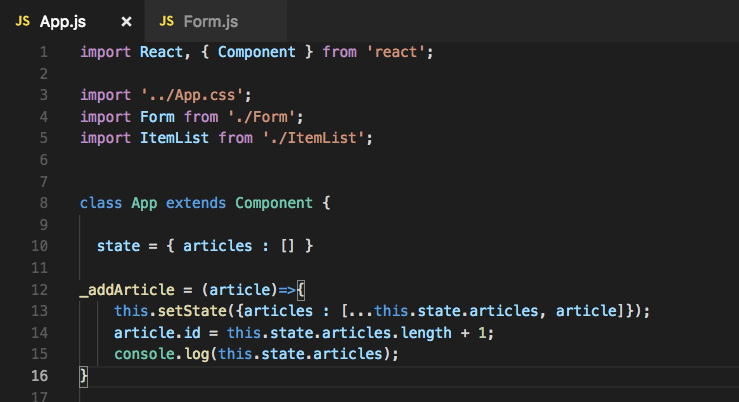 JS App.js × JS Form.js
1 import React, { Component } from 'react';
2
3 import '../App.css';
4 import Form from './Form';
5 import ItemList from './ItemList';
6
7
8 class App extends Component {
9
10 state = { articles : [] }
11
12 _addArticle = (article)=>{
13 this.setState({articles : [...this.state.articles, article]});
14 article.id = this.state.articles.length + 1;
15 console.log(this.state.articles);
16 }
17